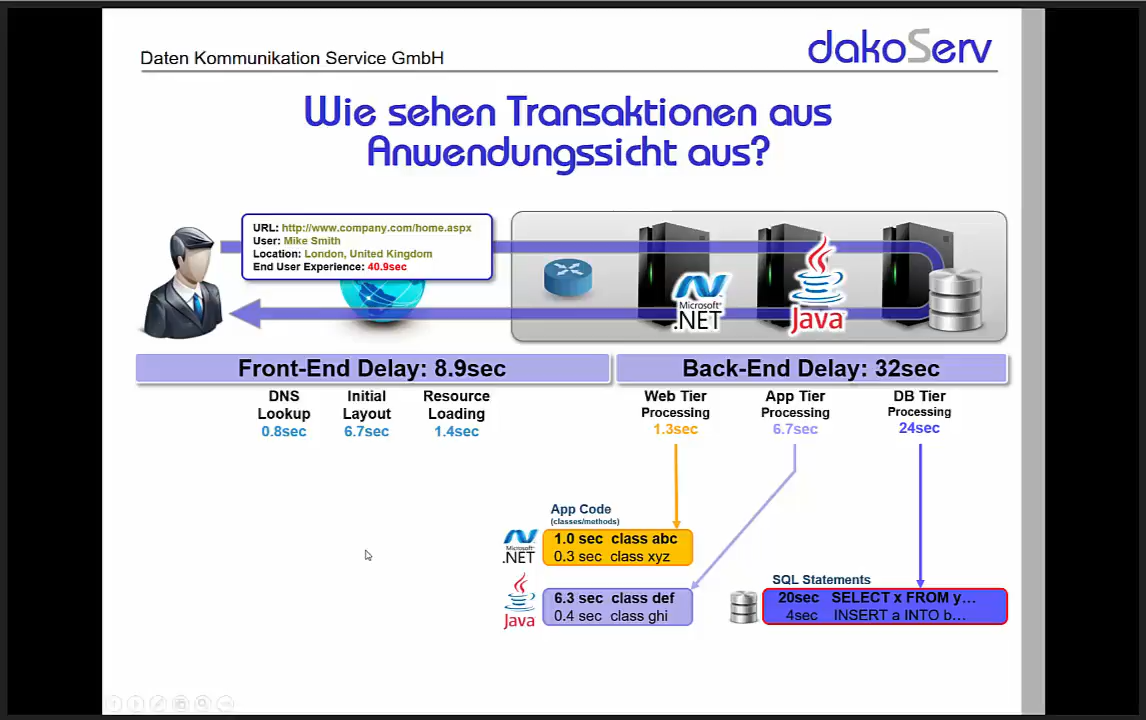 Daten Kommunikation Service GmbH
dakoServ
Wie sehen Transaktionen aus
Anwendungssicht aus?
URL: http://www.company.com/home.aspx
User: Mike Smith
Location: London, United Kingdom
End User Experience: 40.9sec
Microsoft®
.NET
Java
Front-End Delay: 8.9sec
Back-End Delay: 32sec
DNS
Lookup
0.8sec
Initial
Layout
6.7sec
Resource
Loading
1.4sec
Web Tier
Processing
1.3sec
App Tier
Processing
6.7sec
DB Tier
Processing
24sec
App Code
(classes/methods)
Microsoft®
.NET
1.0 sec class abc
0.3 sec class xyz
Java
6.3 sec class def
0.4 sec class ghi
SQL Statements
20sec SELECT x FROM y…
4sec INSERT a INTO b…